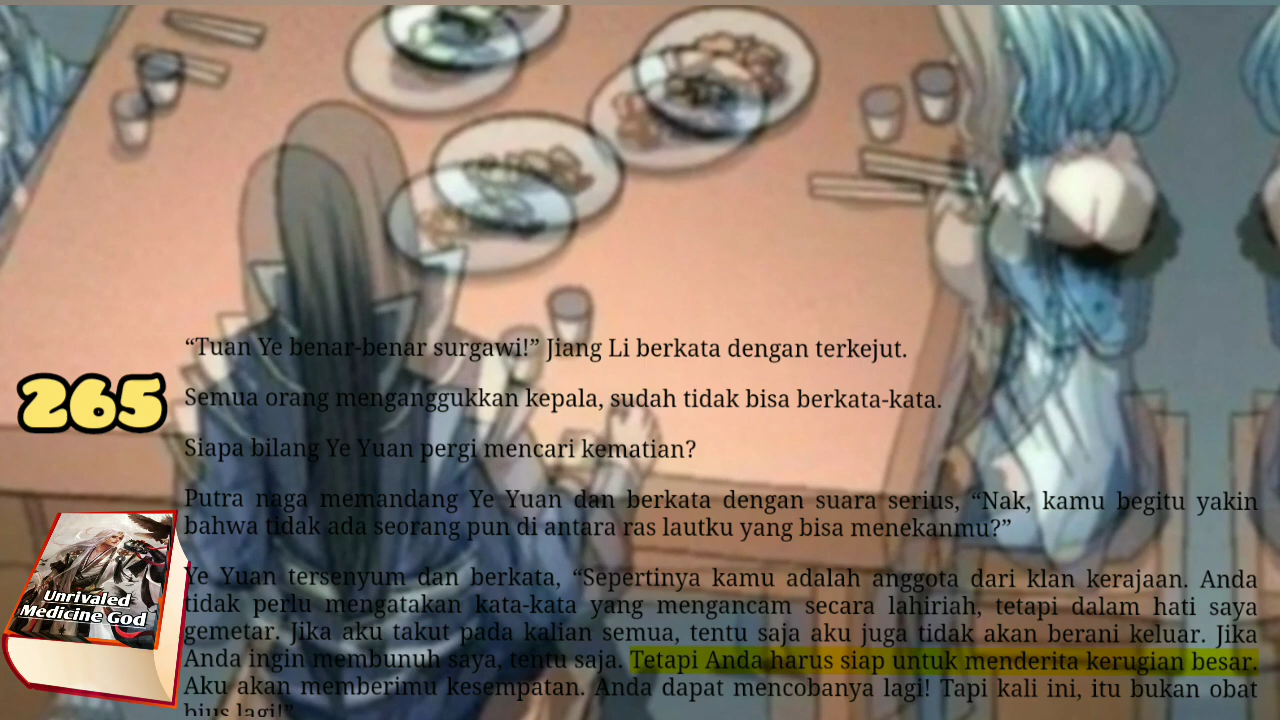 “Tuan Ye benar-benar surgawi!” Jiang Li berkata dengan terkejut.
Semua orang menganggukkan kepala, sudah tidak bisa berkata-kata.
265
Siapa bilang Ye Yuan pergi mencari kematian?
Putra naga memandang Ye Yuan dan berkata dengan suara serius, “Nak, kamu begitu yakin
bahwa tidak ada seorang pun di antara ras lautku yang bisa menekanmu?”
Ye Yuan tersenyum dan berkata, “Sepertinya kamu adalah anggota dari klan kerajaan. Anda
tidak perlu mengatakan kata-kata yang mengancam secara lahiriah, tetapi dalam hati saya
gemetar. Jika aku takut pada kalian semua, tentu saja aku juga tidak akan berani keluar. Jika
Anda ingin membunuh saya, tentu saja. Tetapi Anda harus siap untuk menderita kerugian besar.
Aku akan memberimu kesempatan. Anda dapat mencobanya lagi! Tapi kali ini, itu bukan obat
bius lagi!”
Unrivaled
Medicine God